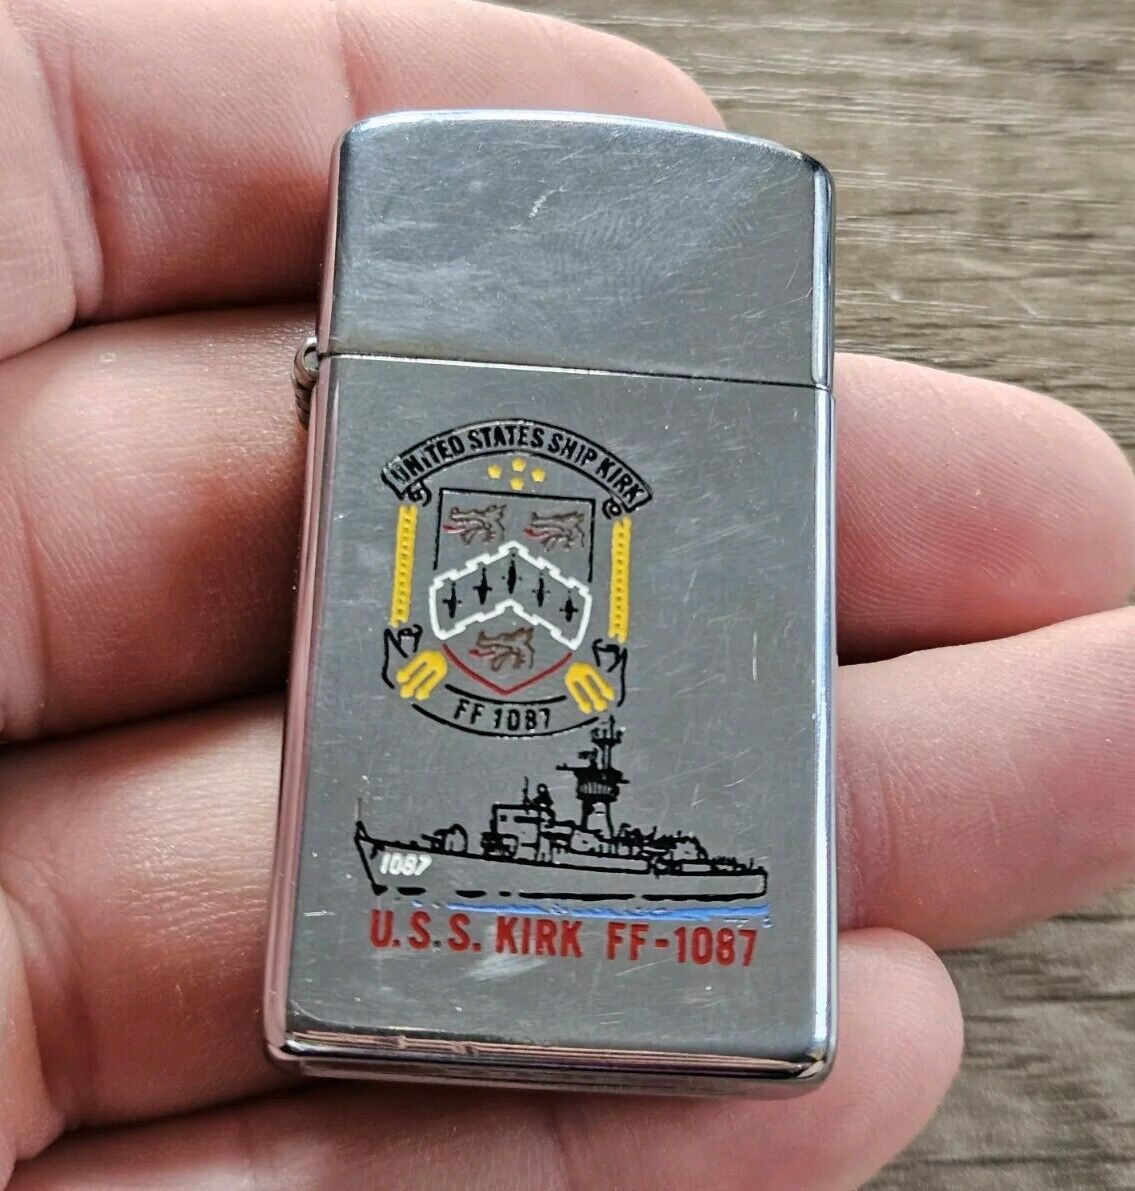 UNITED STATES SHIP KIRK
FF 1087
1087
U.S.S. KIRK FF-1087